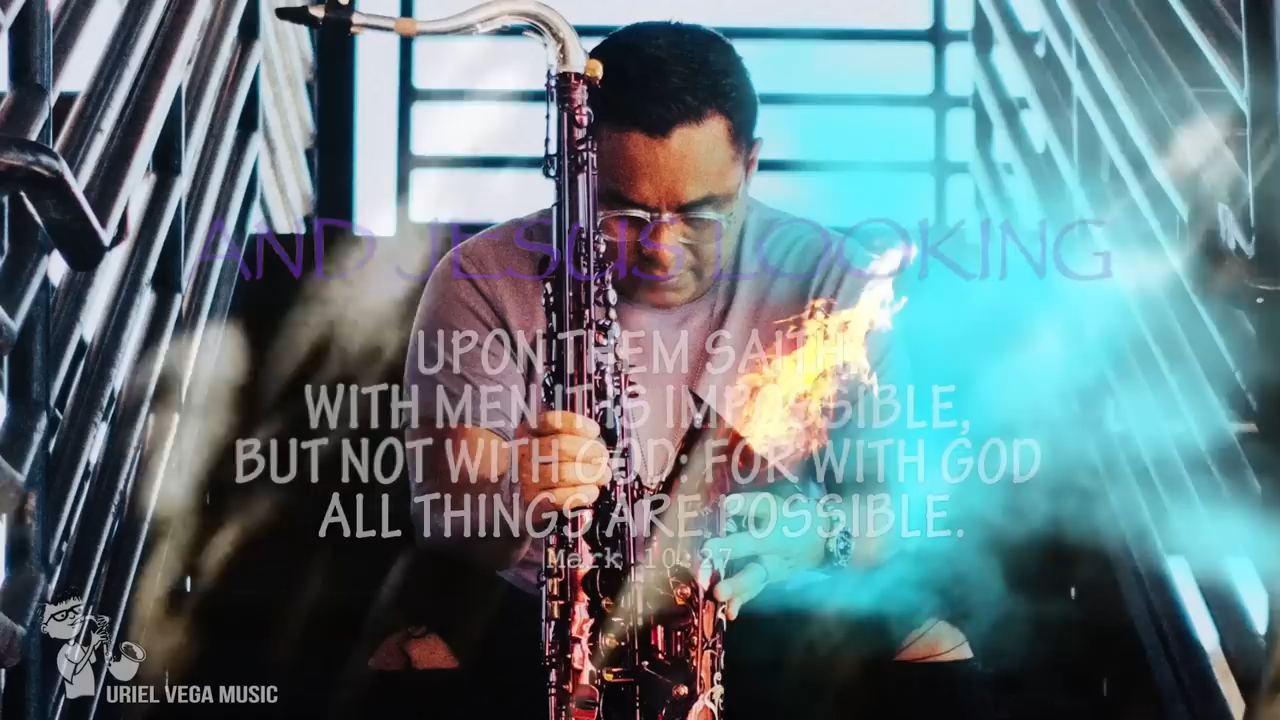 AND JESUS LOOKING
UPON THEM SAITH
WITH MEN IT IS IMPOSSIBLE,
BUT NOT WITH GOD: FOR WITH GOD
ALL THINGS ARE POSSIBLE.
Mark 10:27
URIEL VEGA MUSIC